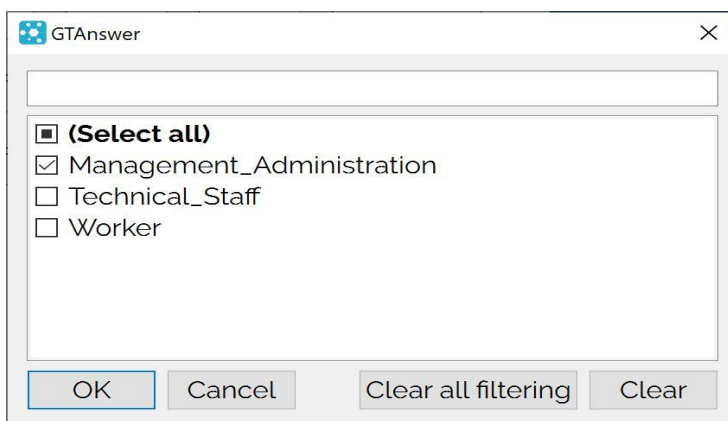 GTAnswer
(Select all)
Management_Administration
Technical_Staff
Worker
OK Cancel Clear all filtering Clear